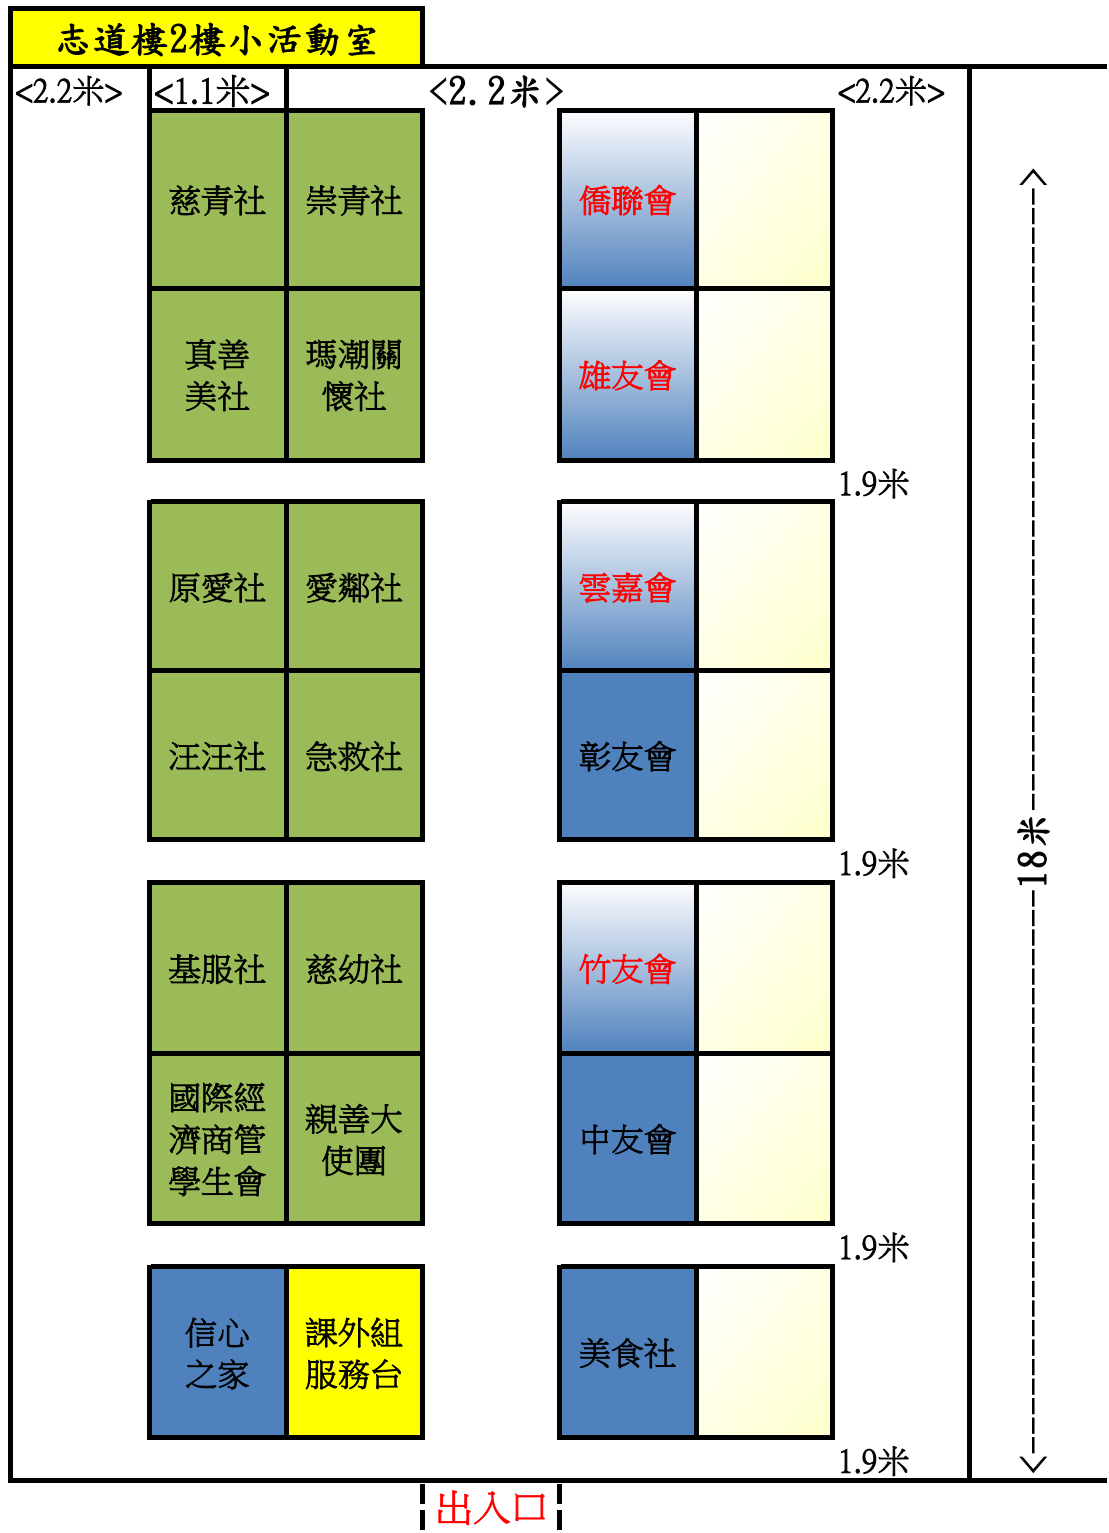 志道樓2樓小活動室
<2.2米>
<1.1米>
<2.2米>
<2.2米>
慈青社
崇青社
僑聯會
真善
美社
瑪潮關
懷社
雄友會
1.9米
原愛社
愛鄰社
雲嘉會
汪汪社
急救社
彰友會
18米
1.9米
基服社
慈幼社
竹友會
國際經
濟商管
學生會
親善大
使團
中友會
1.9米
信心
之家
課外組
服務台
美食社
1.9米
出入口